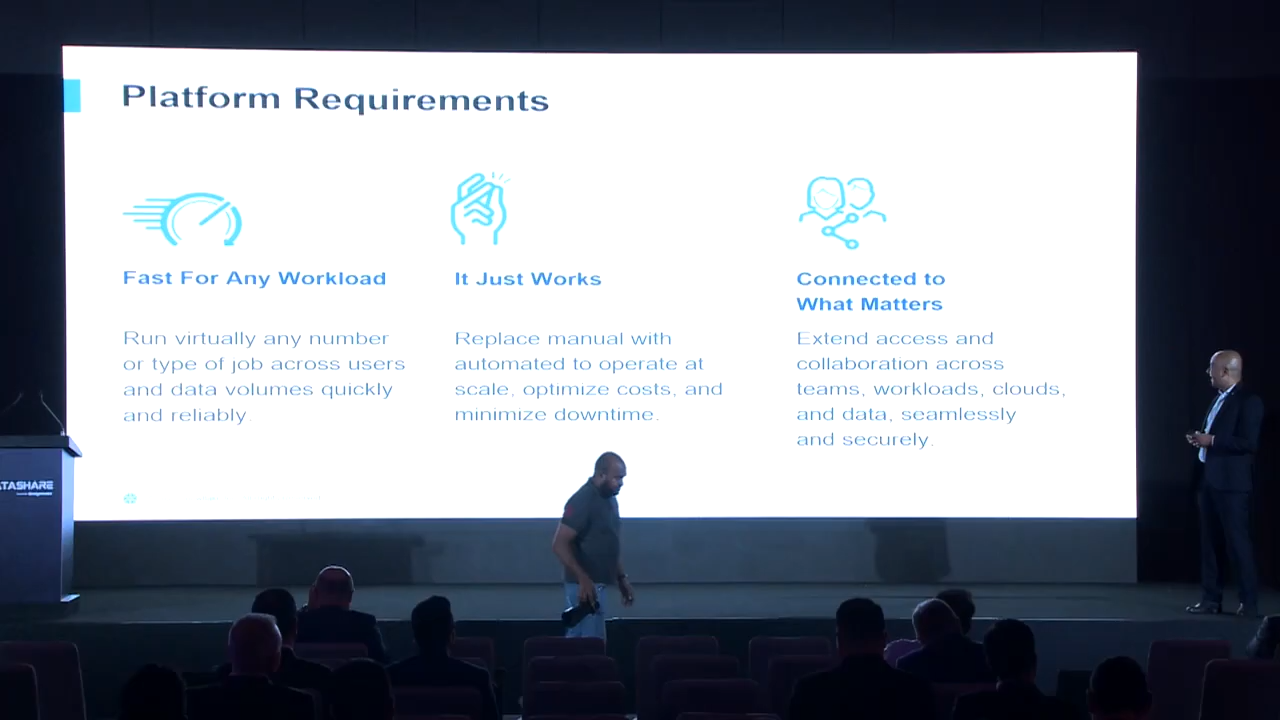 Platform Requirements
Fast For Any Workload
Run virtually any number
or type of job across users
and data volumes quickly
and reliably.
It Just Works
Replace manual with
automated to operate at
scale, optimize costs, and
minimize downtime.
Connected to
What Matters
Extend access and
collaboration across
teams, workloads, clouds,
and data, seamlessly
and securely.
ATASHARE